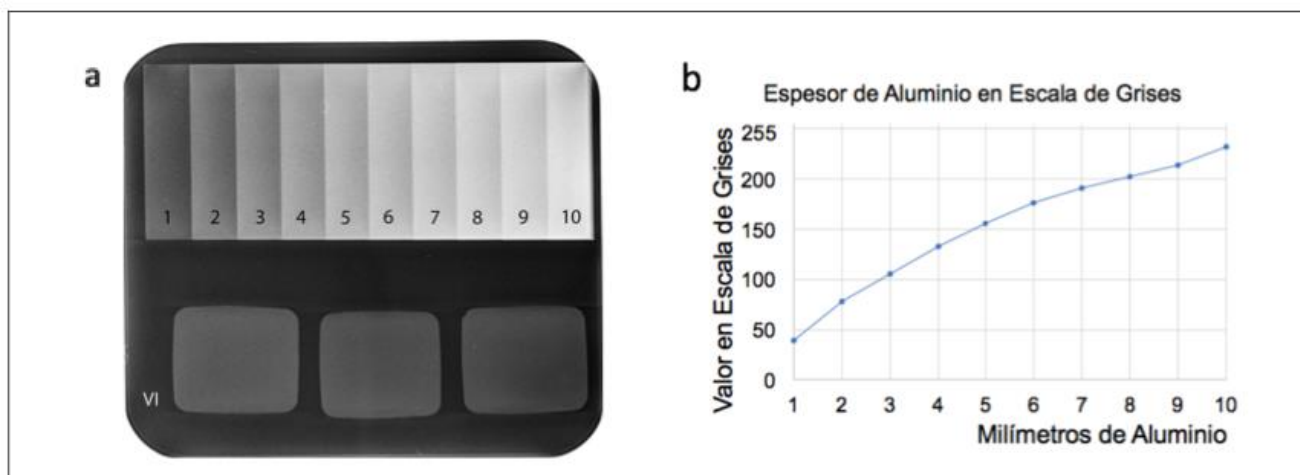 a
1 2 3 4 5 6 7 8 9 10
VI
b
Espesor de Aluminio en Escala de Grises
Valor en Escala de Grises
255
200
150
100
50
0
1 2 3 4 5 6 7 8 9 10
Milímetros de Aluminio